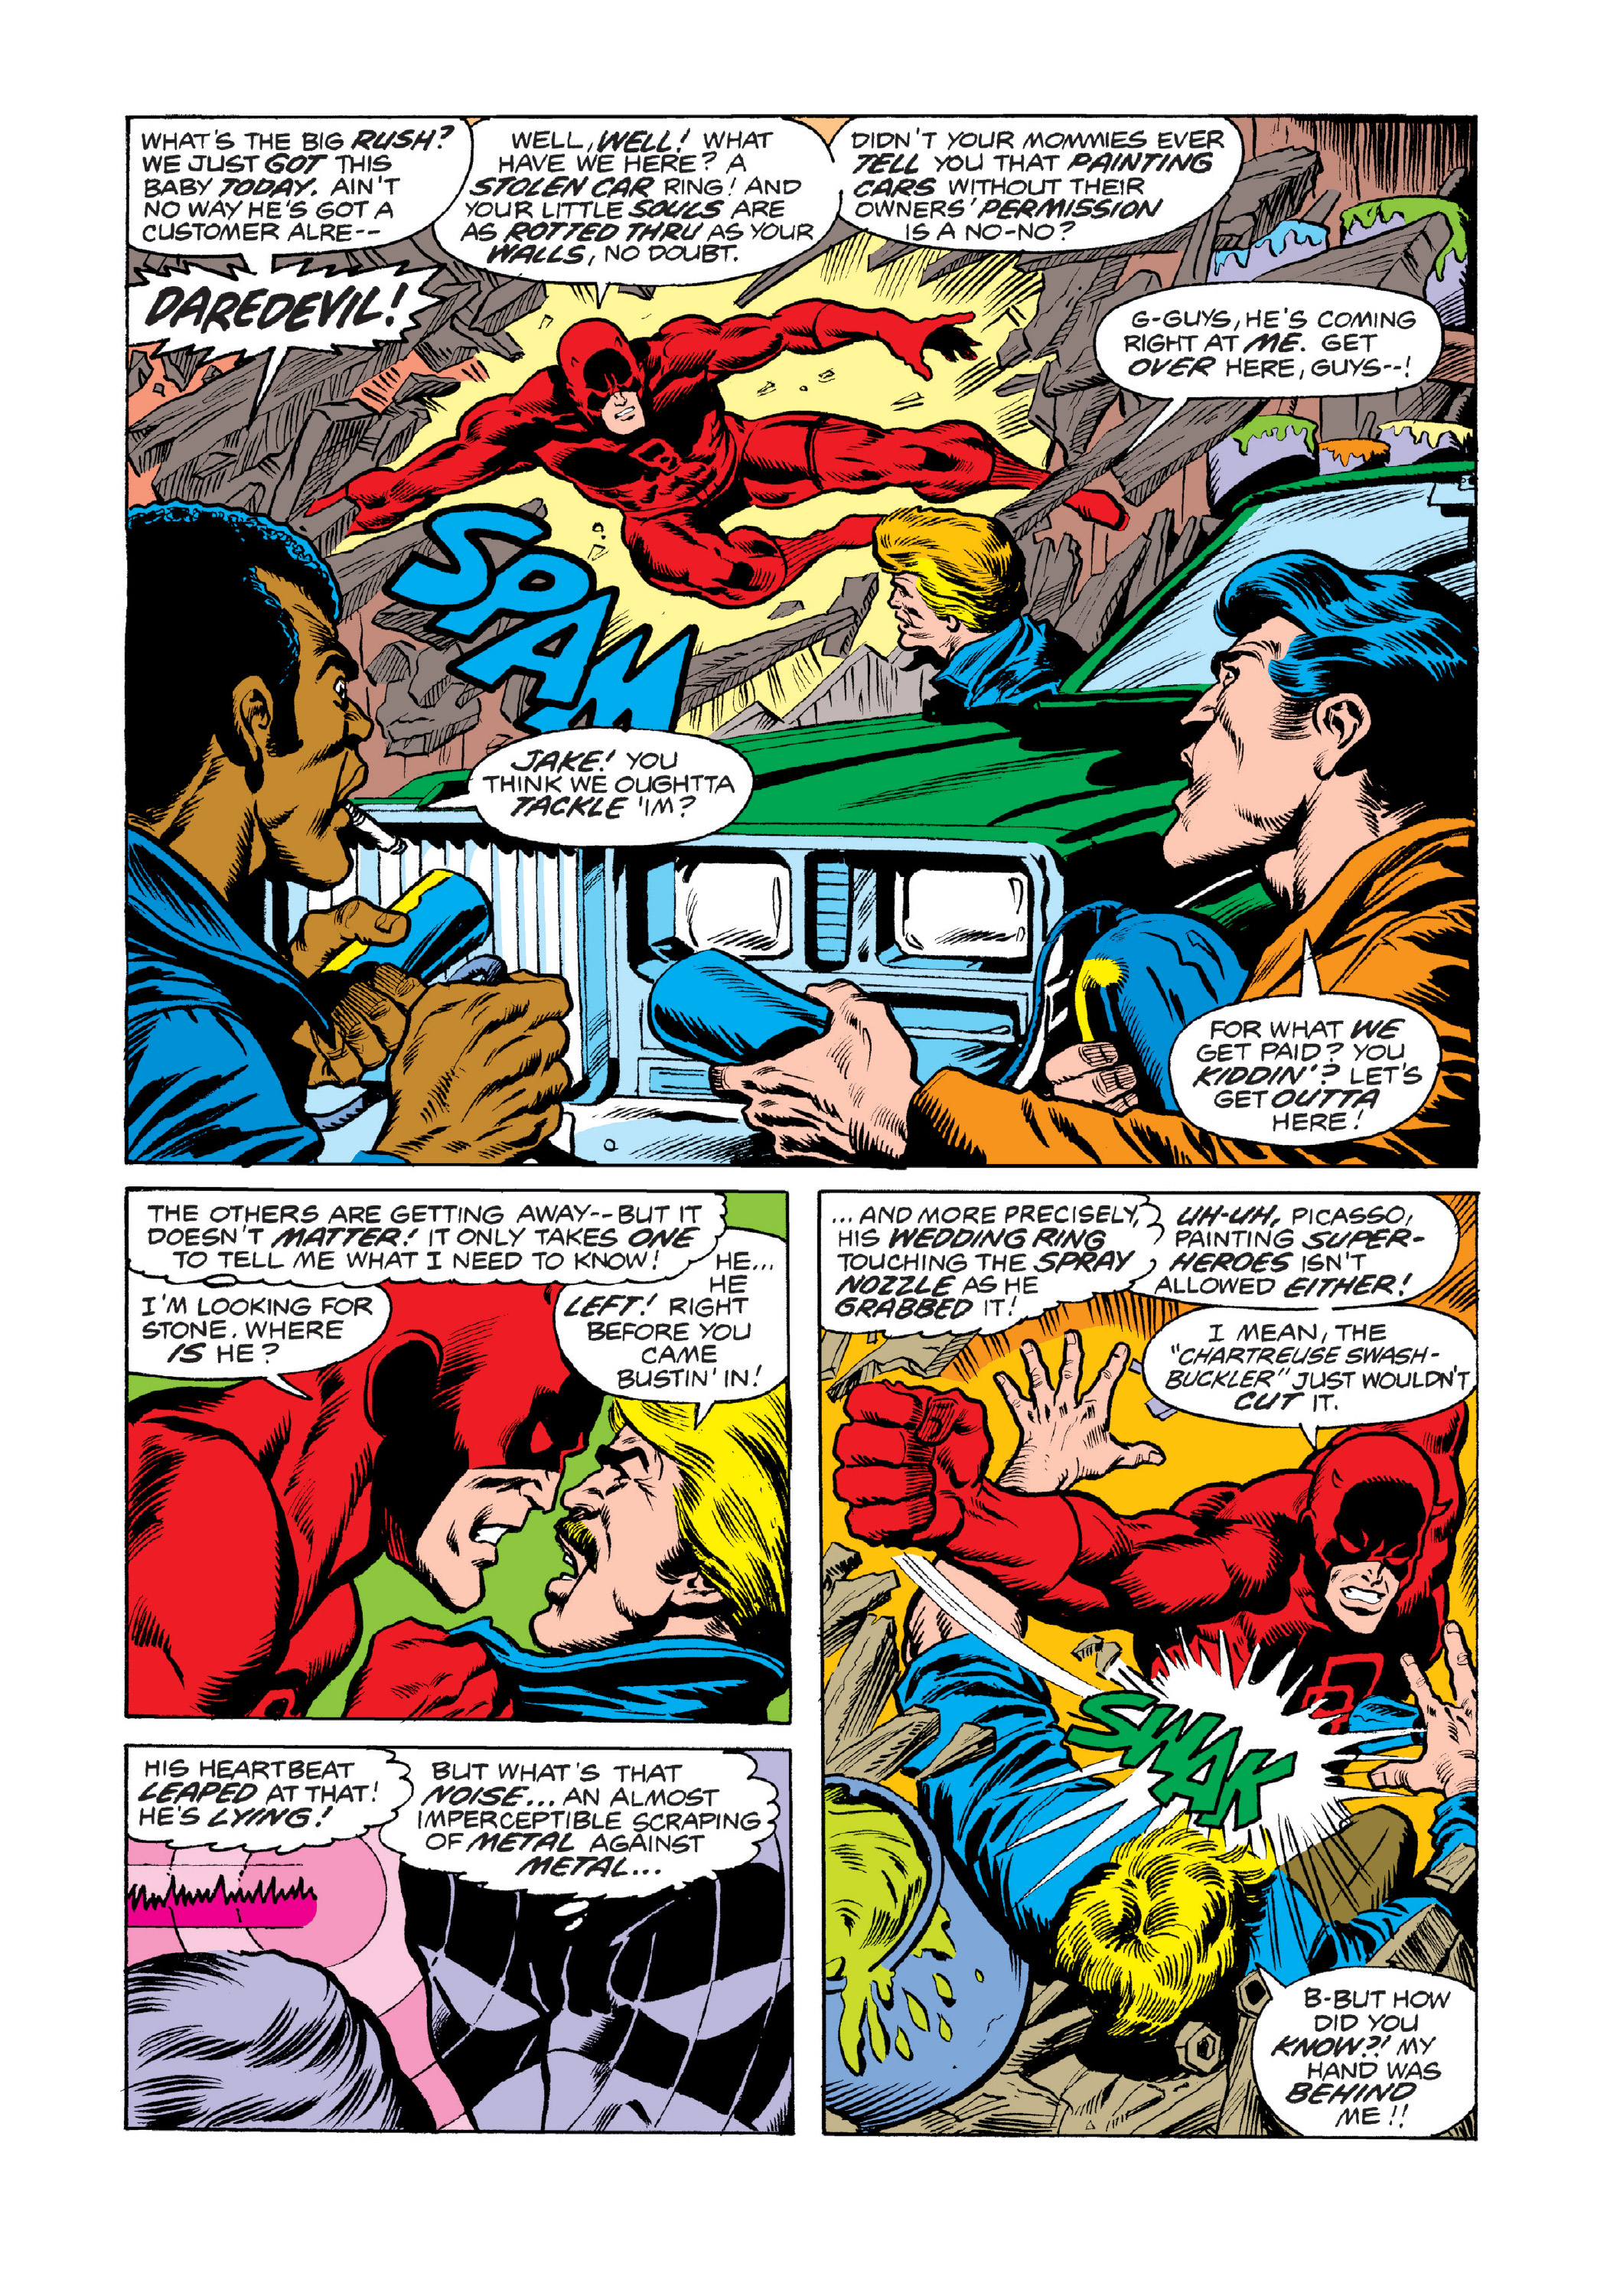 WHAT'S THE BIG RUSH?
WE JUST GOT THIS
BABY TODAY. AIN'T
NO WAY HE'S GOT A
CUSTOMER ALRE--
DAREDEVIL!
WELL, WELL! WHAT
HAVE WE HERE? A
STOLEN CAR RING! AND
YOUR LITTLE SOULS ARE
AS ROTTED THRU AS YOUR
WALLS, NO DOUBT.
DIDN'T YOUR MOMMIES EVER
TELL YOU THAT PAINTING
CARS WITHOUT THEIR
OWNERS' PERMISSION
IS A NO-NO?
G-GUYS, HE'S COMING
RIGHT AT ME. GET
OVER HERE, GUYS--!
SPAM
JAKE! YOU
THINK WE OUGHTTA
TACKLE 'IM?
FOR WHAT WE
GET PAID? YOU
KIDDIN'? LET'S
GET OUTTA
HERE!
THE OTHERS ARE GETTING AWAY--BUT IT
DOESN'T MATTER! IT ONLY TAKES ONE
TO TELL ME WHAT I NEED TO KNOW!
I'M LOOKING FOR
STONE. WHERE
IS HE?
HE...
HE
LEFT! RIGHT
BEFORE YOU
CAME
BUSTIN' IN!
HIS HEARTBEAT
LEAPED AT THAT!
HE'S LYING!
BUT WHAT'S THAT
NOISE... AN ALMOST
IMPERCEPTIBLE SCRAPING
OF METAL AGAINST
METAL...
...AND MORE PRECISELY,
HIS WEDDING RING
TOUCHING THE SPRAY
NOZZLE AS HE
GRABBED IT!
UH-UH, PICASSO,
PAINTING SUPER-
HEROES ISN'T
ALLOWED EITHER!
I MEAN, THE
"CHARTREUSE SWASH-
BUCKLER" JUST WOULDN'T
CUT IT.
SWAK
B-BUT HOW
DID YOU
KNOW?! MY
HAND WAS
BEHIND
ME!!